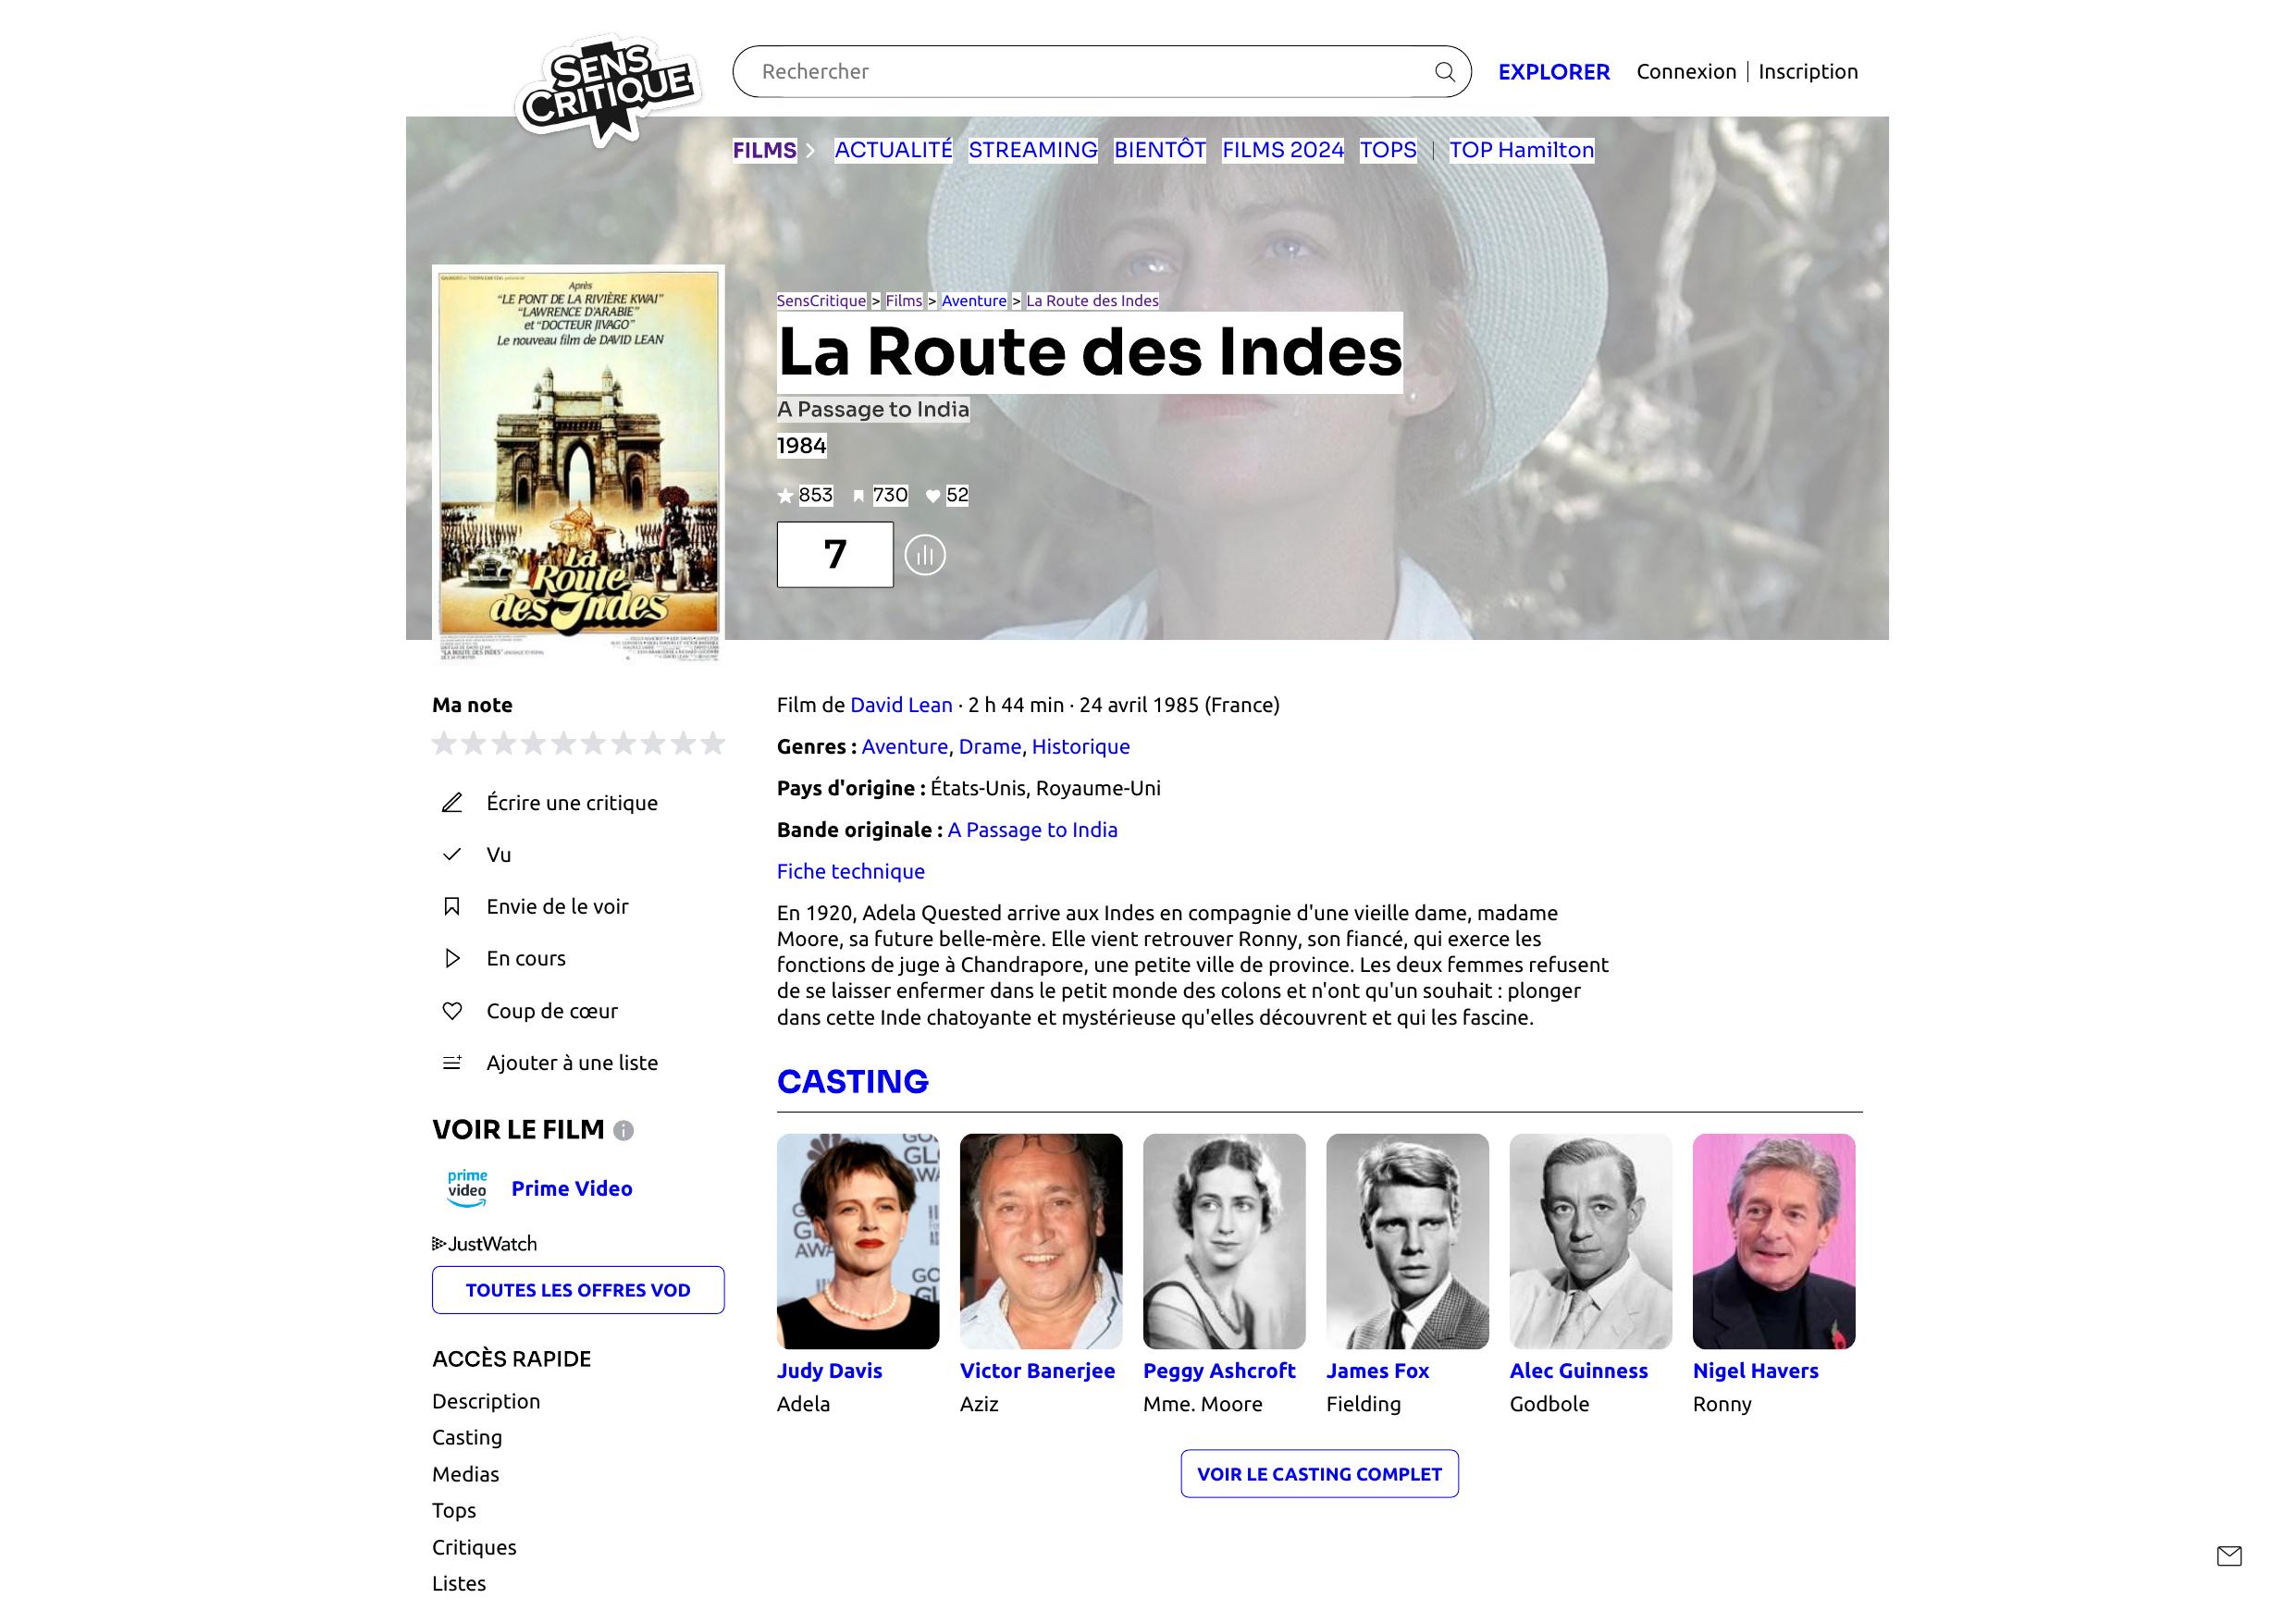 SENS
CRITIQUE
Rechercher
EXPLORER
Connexion | Inscription
FILMS > ACTUALITÉ STREAMING BIENTÔT FILMS 2024 TOPS | TOP Hamilton
Après
"LE PONT DE LA RIVIÈRE KWAI"
"LAWRENCE D'ARABIE"
et "DOCTEUR JIVAGO"
Le nouveau film de DAVID LEAN
La
Route
des Indes
SensCritique > Films > Aventure > La Route des Indes
La Route des Indes
A Passage to India
1984
853 730 52
7
Ma note
Écrire une critique
Vu
Envie de le voir
En cours
Coup de cœur
Ajouter à une liste
VOIR LE FILM
prime
video
Prime Video
JustWatch
TOUTES LES OFFRES VOD
ACCÈS RAPIDE
Description
Casting
Medias
Tops
Critiques
Listes
Film de David Lean · 2 h 44 min · 24 avril 1985 (France)
Genres : Aventure, Drame, Historique
Pays d'origine : États-Unis, Royaume-Uni
Bande originale : A Passage to India
Fiche technique
En 1920, Adela Quested arrive aux Indes en compagnie d'une vieille dame, madame
Moore, sa future belle-mère. Elle vient retrouver Ronny, son fiancé, qui exerce les
fonctions de juge à Chandrapore, une petite ville de province. Les deux femmes refusent
de se laisser enfermer dans le petit monde des colons et n'ont qu'un souhait : plonger
dans cette Inde chatoyante et mystérieuse qu'elles découvrent et qui les fascine.
CASTING
Judy Davis
Adela
Victor Banerjee
Aziz
Peggy Ashcroft
Mme. Moore
James Fox
Fielding
Alec Guinness
Godbole
Nigel Havers
Ronny
VOIR LE CASTING COMPLET